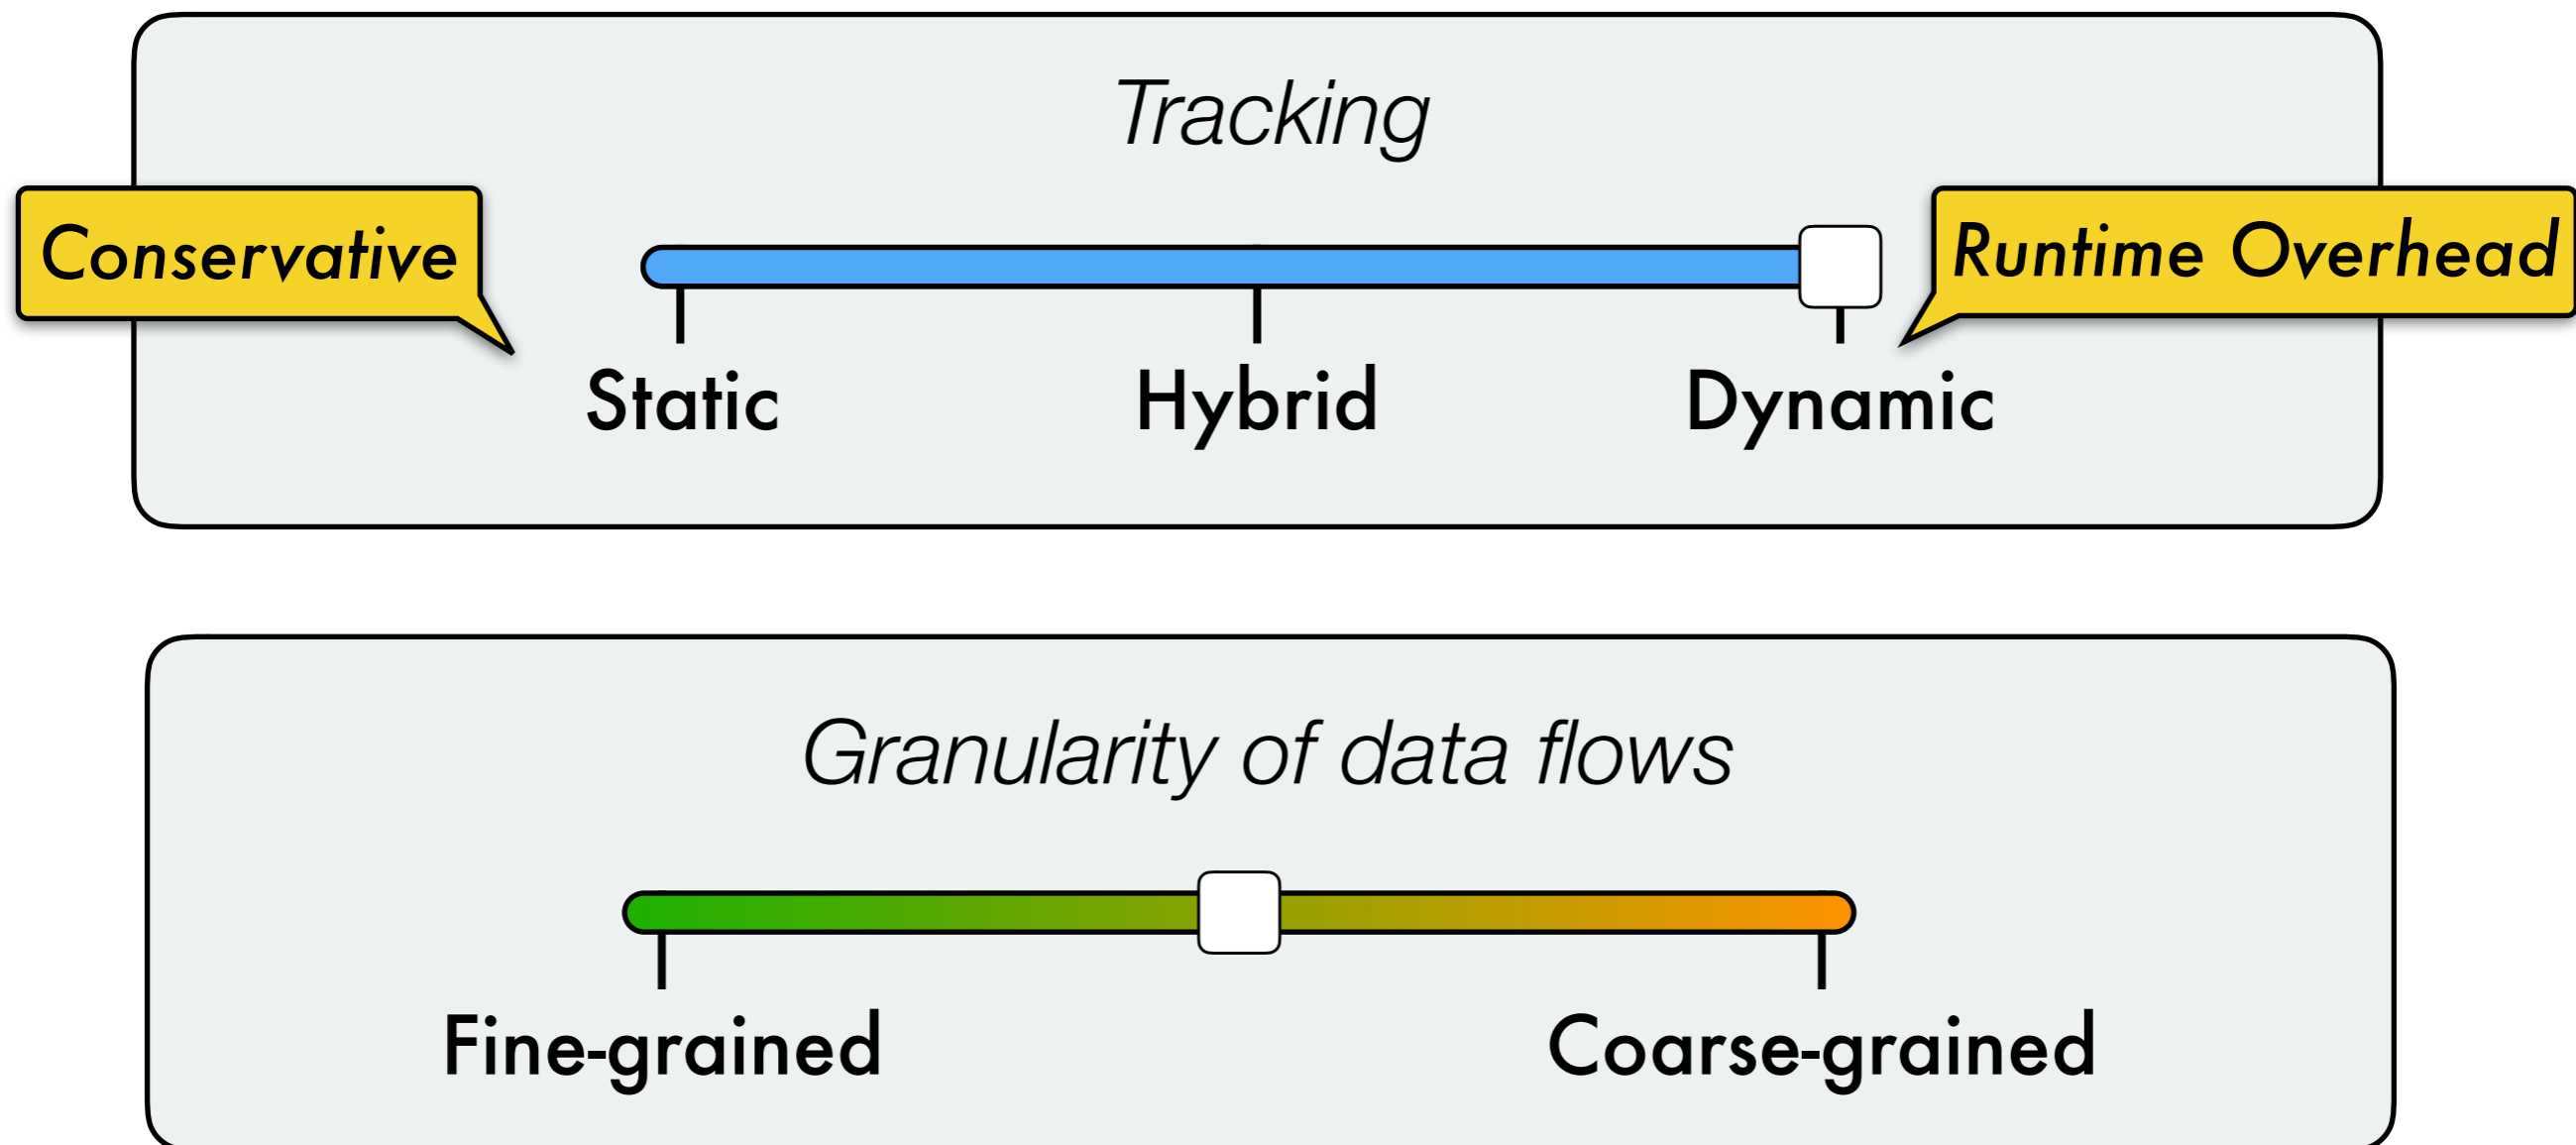 Tracking
Conservative
Runtime Overhead
Static
Hybrid
Dynamic
Granularity of data flows
Fine-grained
Coarse-grained